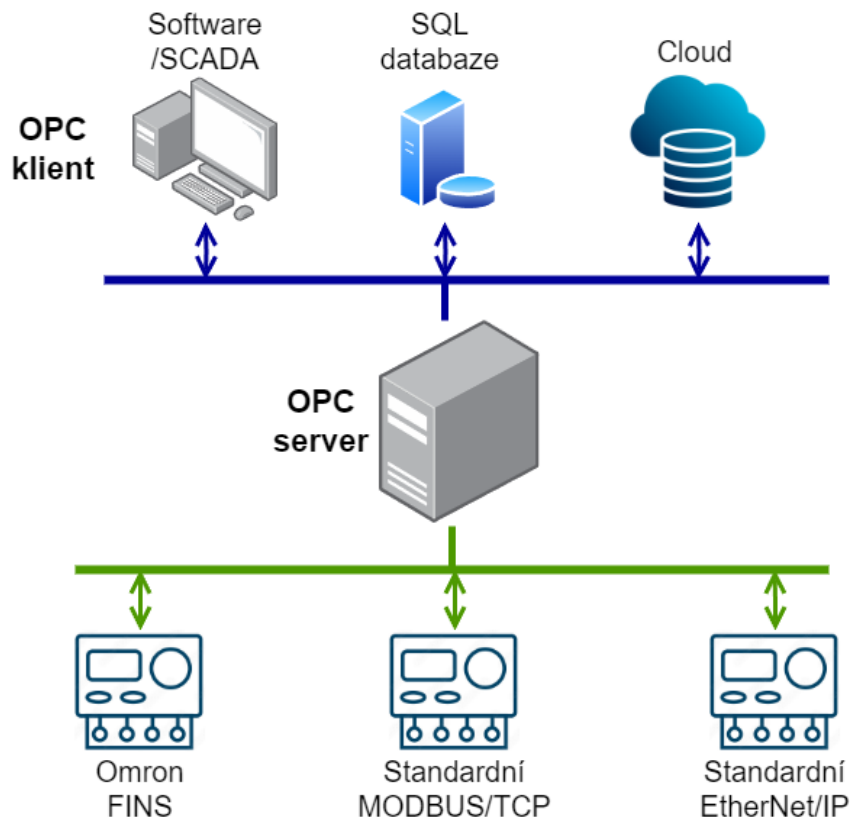 Software
/SCADA
SQL
databaze
Cloud
OPC
klient
OPC
server
Omron
FINS
Standardní
MODBUS/TCP
Standardní
EtherNet/IP